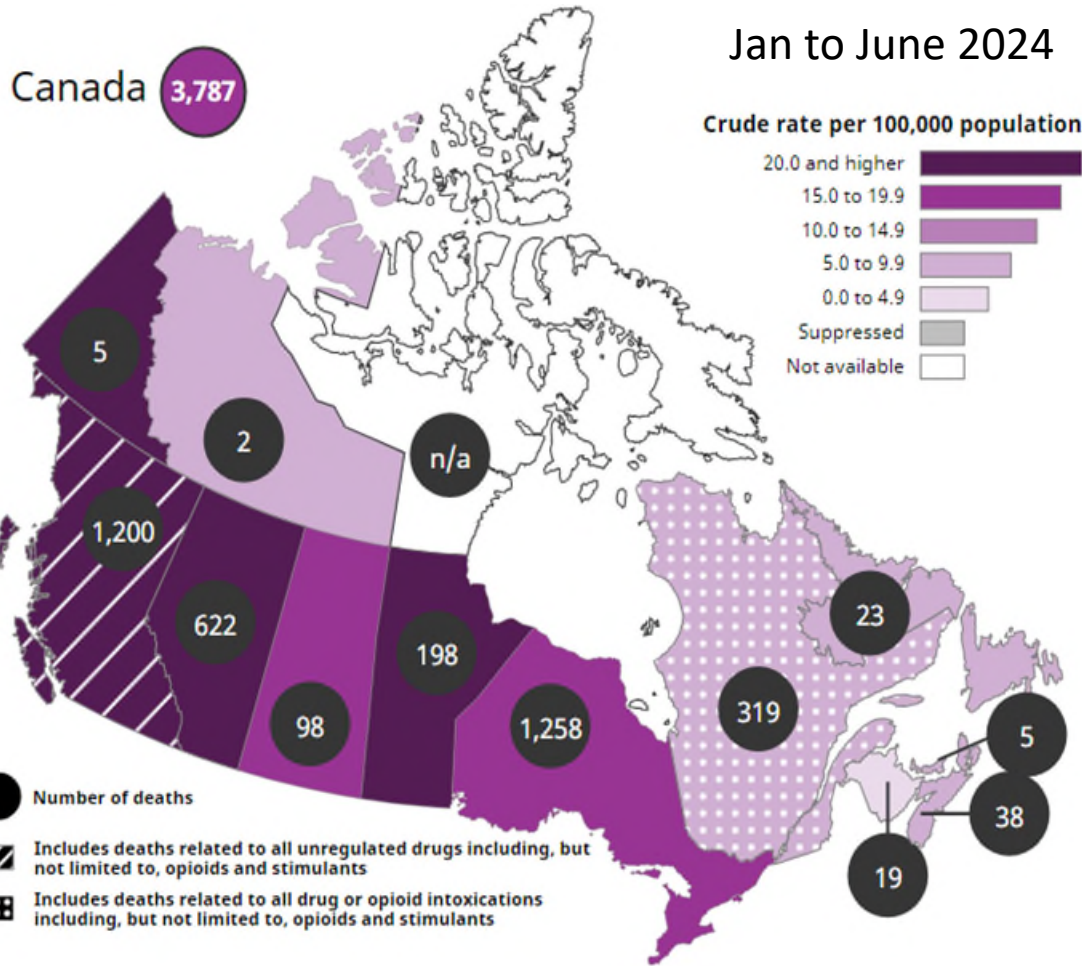 Jan to June 2024
Canada 3,787
Crude rate per 100,000 population
20.0 and higher
15.0 to 19.9
10.0 to 14.9
5.0 to 9.9
0.0 to 4.9
Suppressed
Not available
5
2
n/a
1,200
622
98
198
1,258
319
23
5
38
19
Number of deaths
Includes deaths related to all unregulated drugs including, but
not limited to, opioids and stimulants
Includes deaths related to all drug or opioid intoxications
including, but not limited to, opioids and stimulants